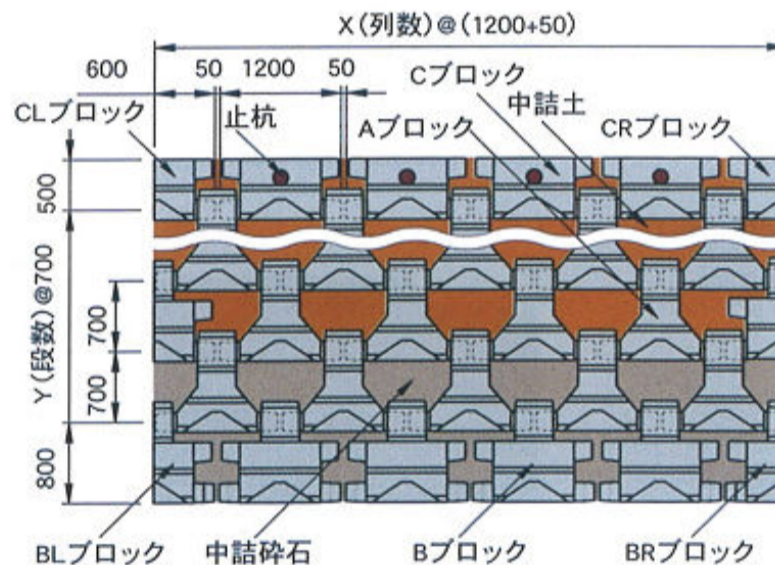 X(列数)@(1200+50)
600 50 1200 50
Cブロック
CLブロック 止杭 Aブロック 中詰土 CRブロック
500
Y(段数)@700
700
700
800
BLブロック 中詰砕石 Bブロック BRブロック